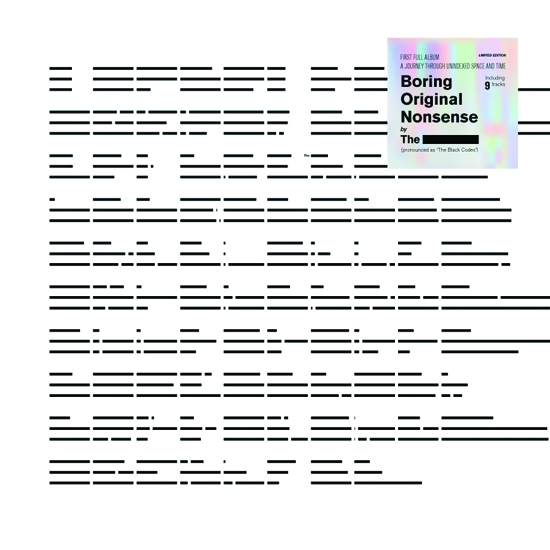 FIRST FULL ALBUM
LIMITED EDITION
A JOURNEY THROUGH UNINDEXED SPACE AND TIME
Boring
Original
Nonsense
Including
9 tracks
by
The
(pronounced as "The Black Codes")